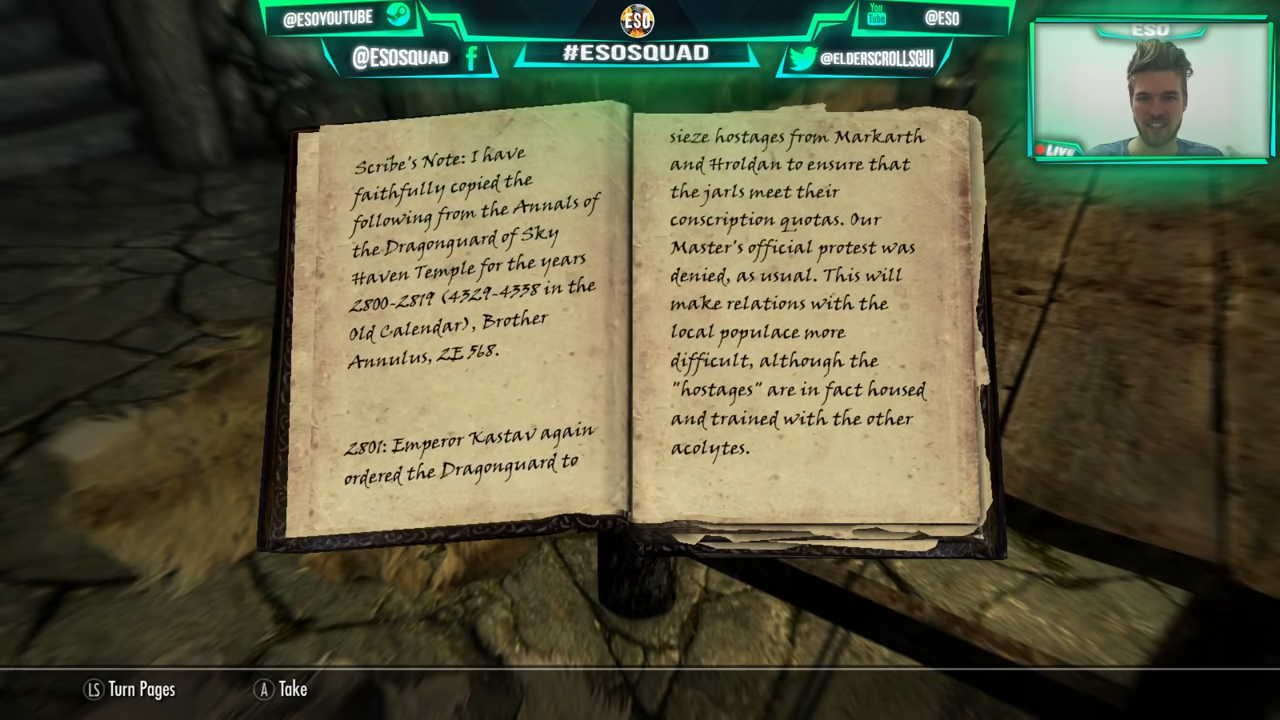 @ESOYOUTUBE
ESO
You
Tube
@ESO
@ESOSQUAD
f
#ESOSQUAD
@ELDERSCROLLSGUI
ESO
LIVE
Scribe's Note: I have
faithfully copied the
following from the Annals of
the Dragonguard of Sky
Haven Temple for the years
2800-2819 (4329-4338 in the
Old Calendar), Brother
Annulus, 2E 568.
2801: Emperor Kastav again
ordered the Dragonguard to
sieze hostages from Markarth
and Hroldan to ensure that
the jarls meet their
conscription quotas. Our
Master's official protest was
denied, as usual. This will
make relations with the
local populace more
difficult, although the
"hostages" are in fact housed
and trained with the other
acolytes.
LS Turn Pages
A Take